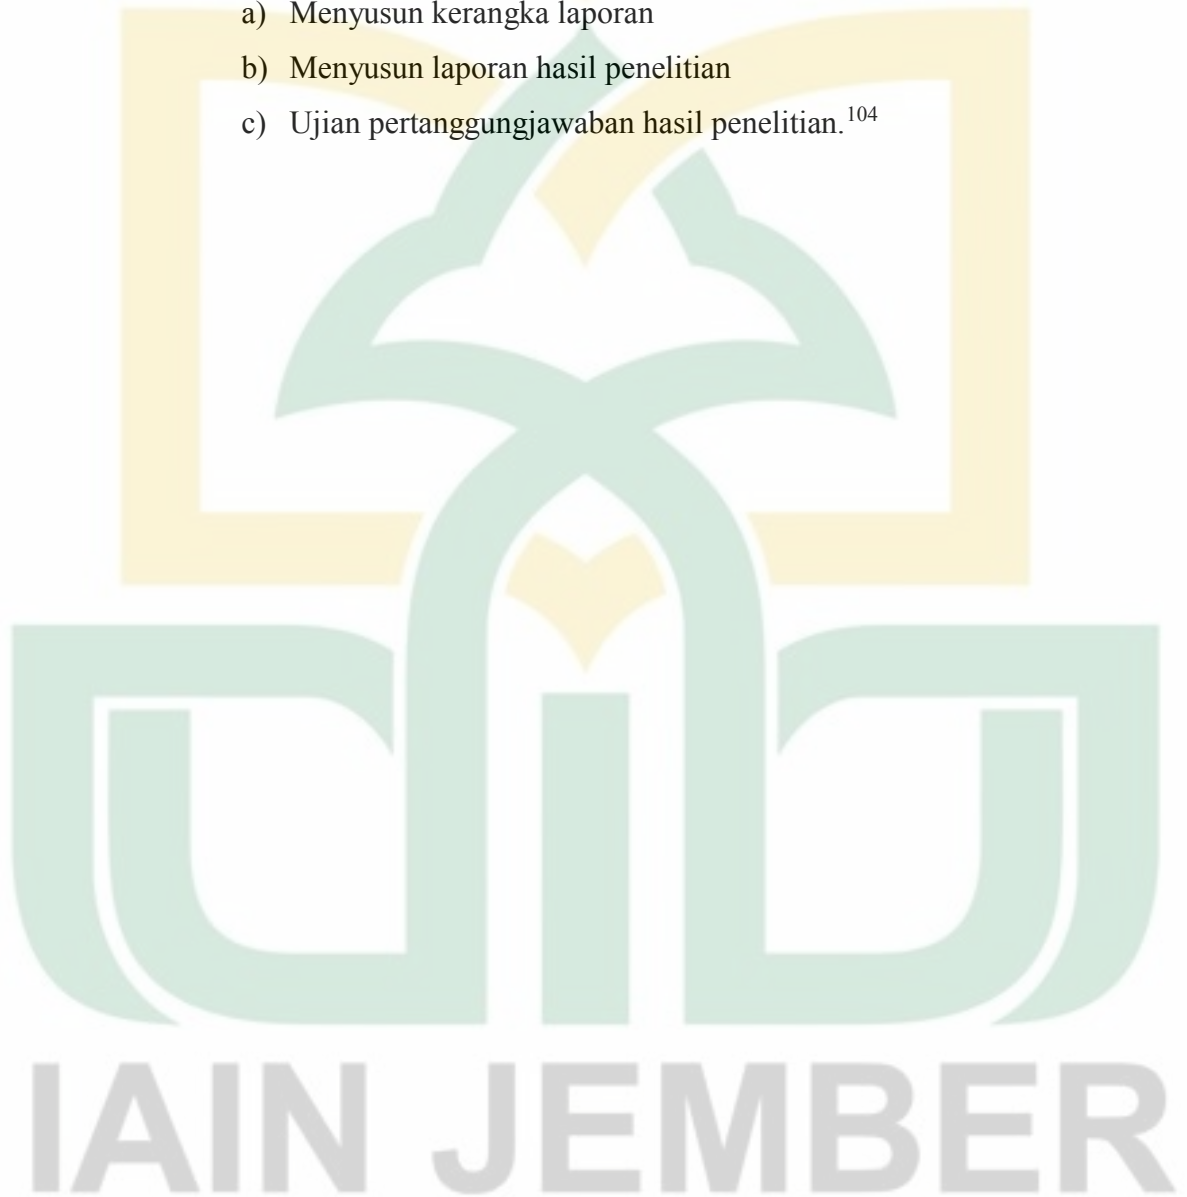 a) Menyusun kerangka laporan
b) Menyusun laporan hasil penelitian
c) Ujian pertanggungjawaban hasil penelitian.104
IAIN JEMBER